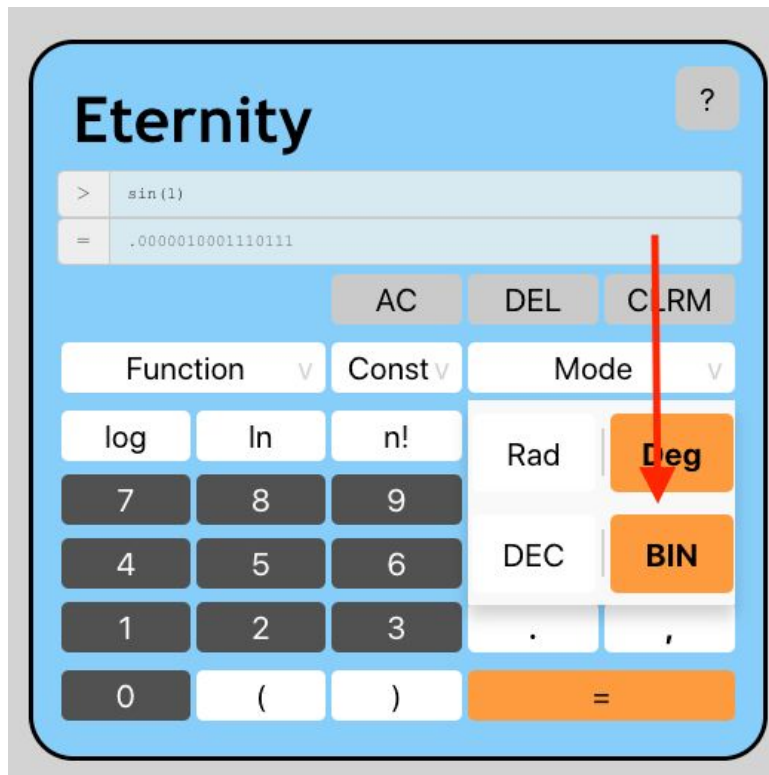 Eternity ?
> sin(1)
= .0000010001110111
AC DEL CLRM
Function v Const v Mode v
log ln n! Rad Deg
7 8 9
4 5 6 DEC BIN
1 2 3 . ,
0 ( ) =